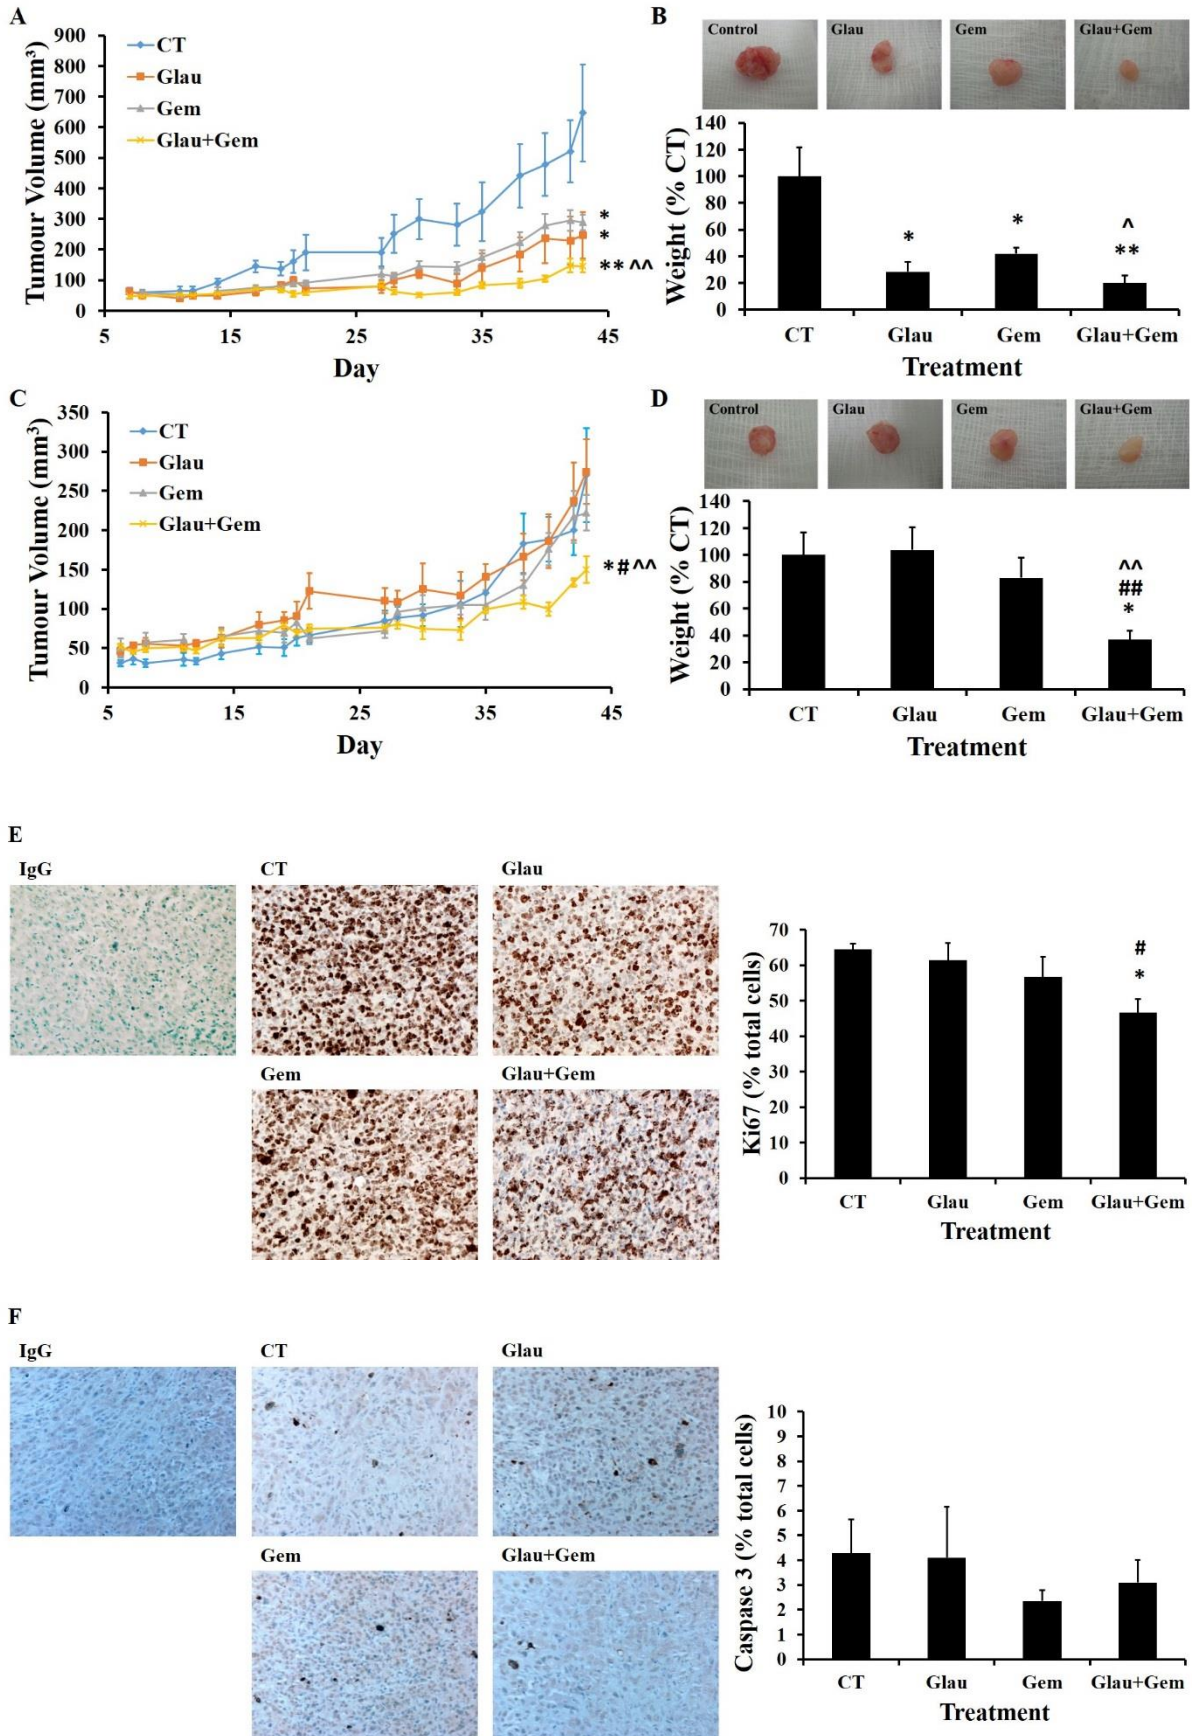 A
900
800
700
600
500
400
300
200
100
0
Tumour Volume (mm³)
CT
Glau
Gem
Glau+Gem
*
*
** ^^
5 15 25 35 45
Day
B
Control Glau Gem Glau+Gem
140
120
100
80
60
40
20
0
Weight (% CT)
*
*
^
**
CT Glau Gem Glau+Gem
Treatment
C
350
300
250
200
150
100
50
0
Tumour Volume (mm³)
CT
Glau
Gem
Glau+Gem
* # ^^
5 15 25 35 45
Day
D
Control Glau Gem Glau+Gem
140
120
100
80
60
40
20
0
Weight (% CT)
^^
##
*
CT Glau Gem Glau+Gem
Treatment
E
IgG CT Glau
Gem Glau+Gem
70
60
50
40
30
20
10
0
Ki67 (% total cells)
#
*
CT Glau Gem Glau+Gem
Treatment
F
IgG CT Glau
Gem Glau+Gem
10
9
8
7
6
5
4
3
2
1
0
Caspase 3 (% total cells)
CT Glau Gem Glau+Gem
Treatment